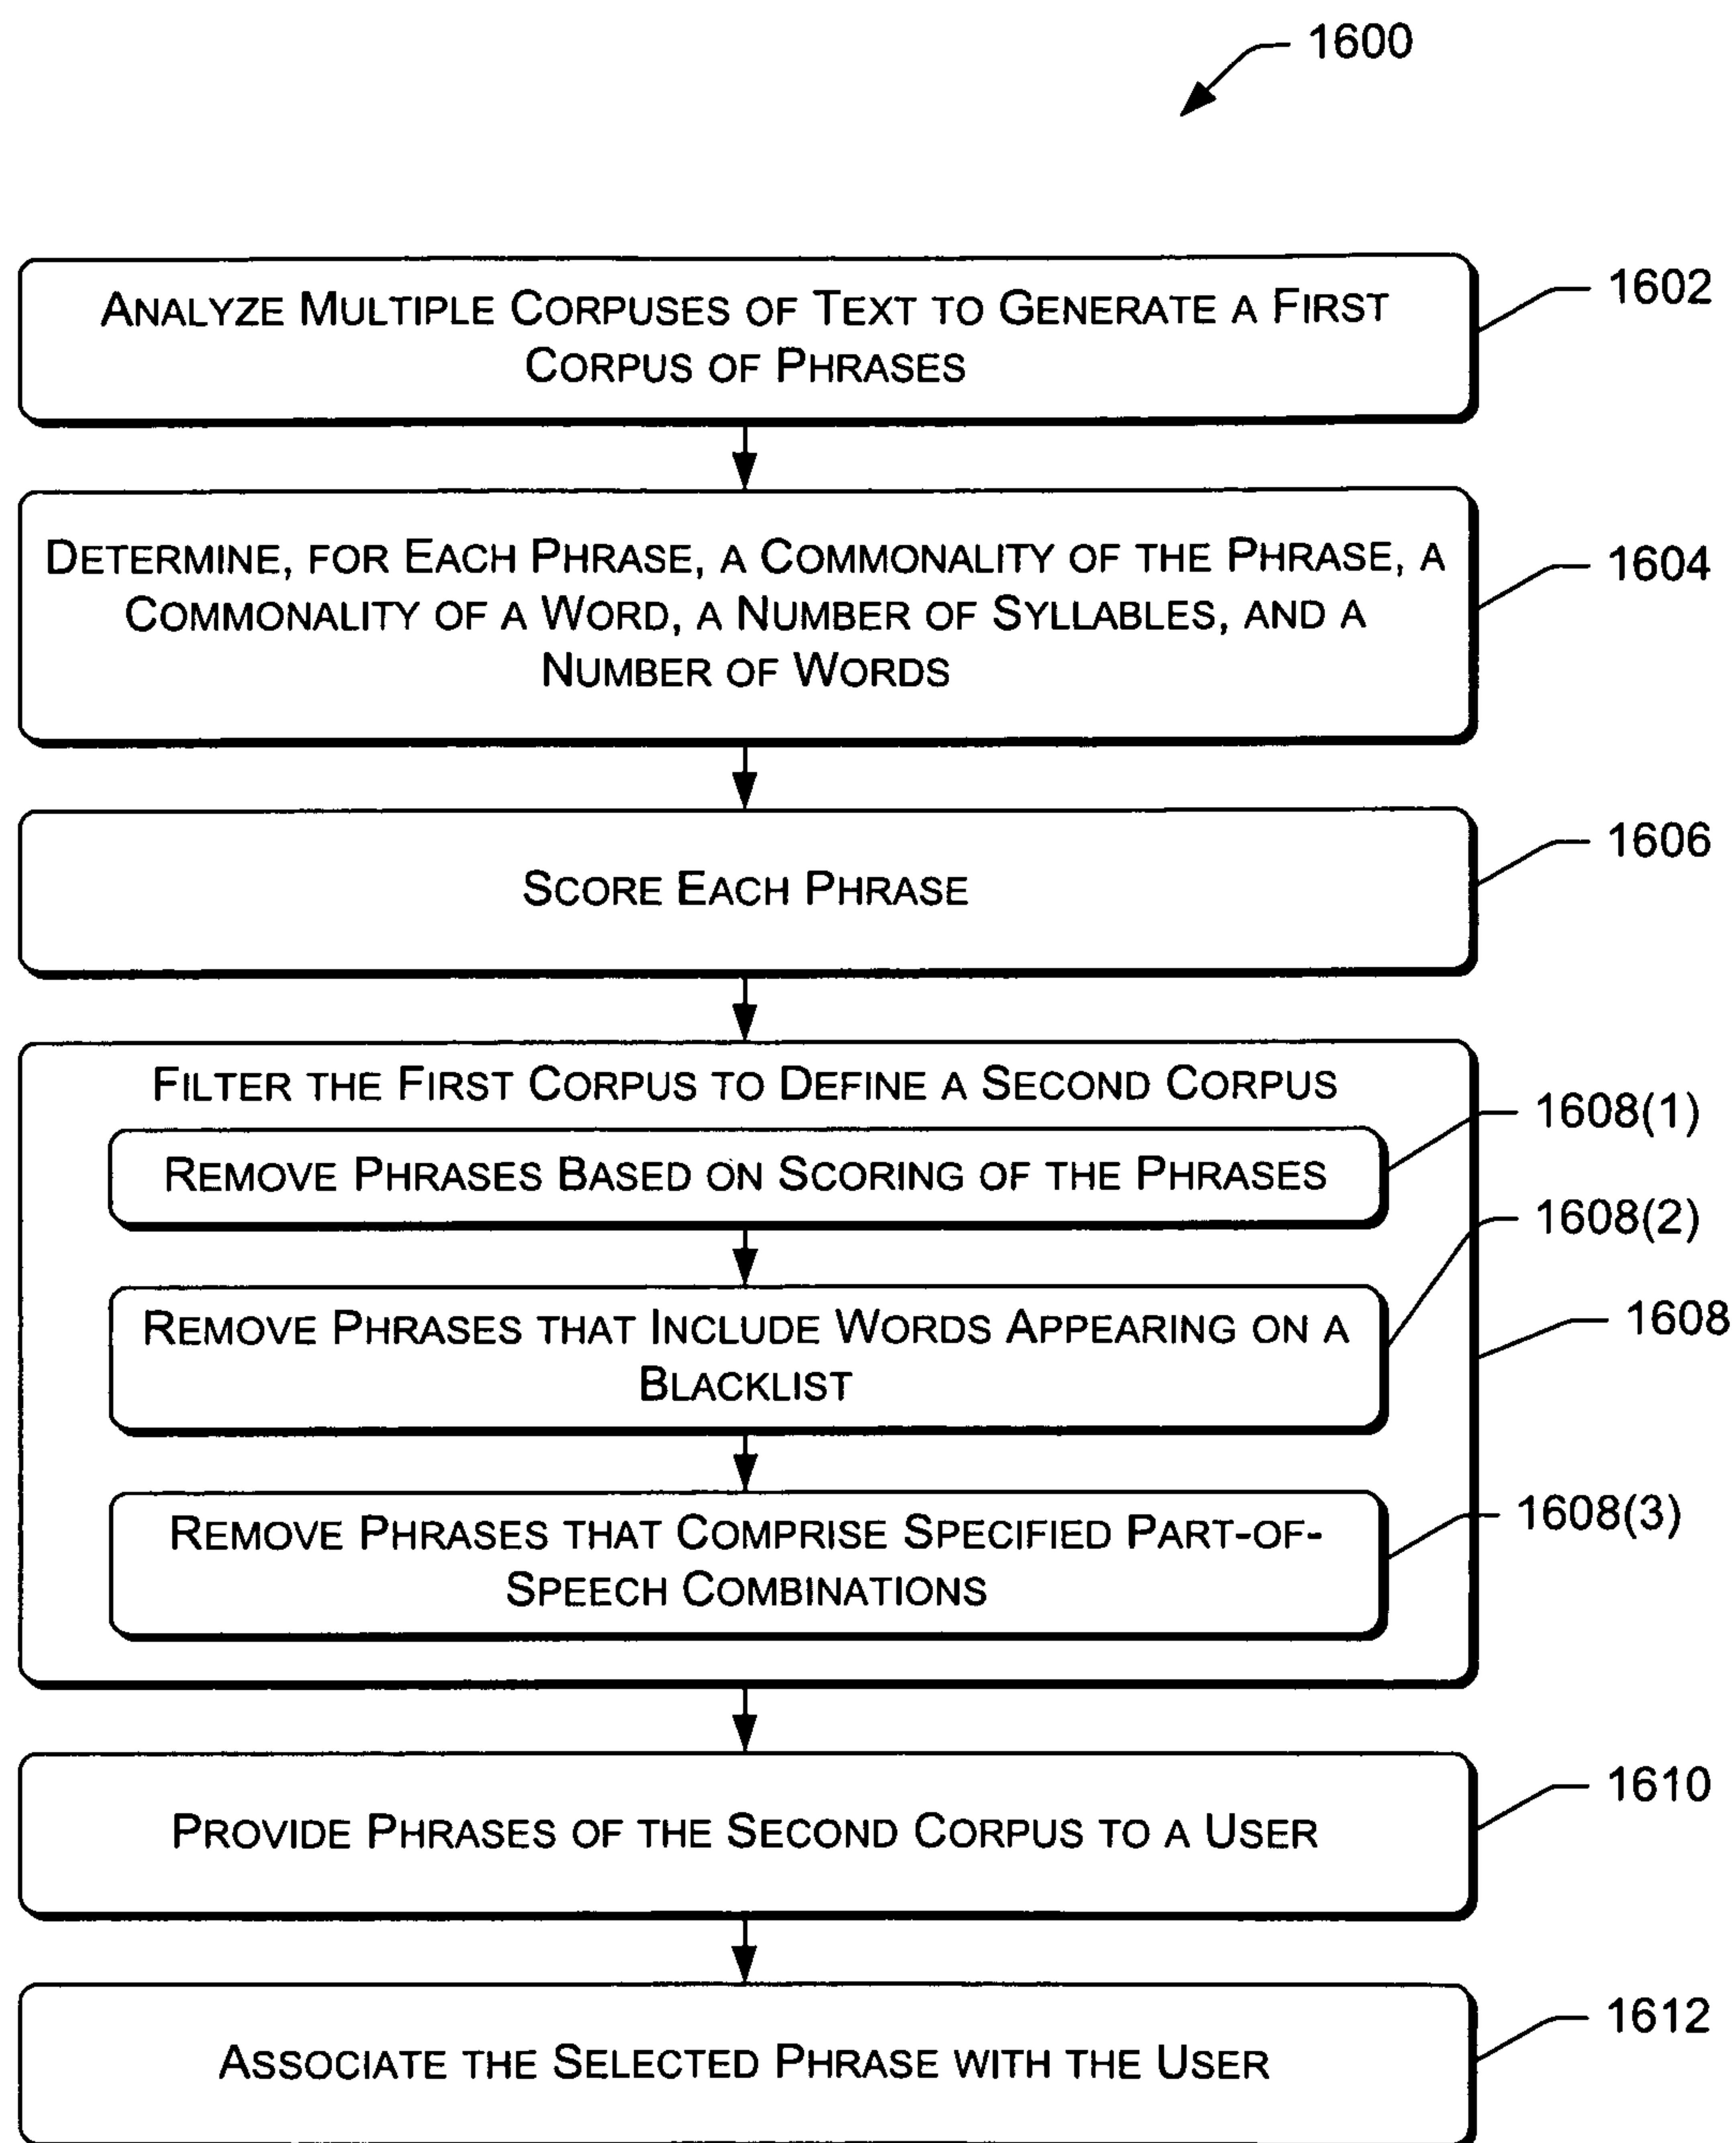 1600
ANALYZE MULTIPLE CORPUSES OF TEXT TO GENERATE A FIRST
CORPUS OF PHRASES
1602
DETERMINE, FOR EACH PHRASE, A COMMONALITY OF THE PHRASE, A
COMMONALITY OF A WORD, A NUMBER OF SYLLABLES, AND A
NUMBER OF WORDS
1604
SCORE EACH PHRASE
1606
FILTER THE FIRST CORPUS TO DEFINE A SECOND CORPUS
REMOVE PHRASES BASED ON SCORING OF THE PHRASES
1608(1)
REMOVE PHRASES THAT INCLUDE WORDS APPEARING ON A
BLACKLIST
1608(2)
1608
REMOVE PHRASES THAT COMPRISE SPECIFIED PART-OF-
SPEECH COMBINATIONS
1608(3)
PROVIDE PHRASES OF THE SECOND CORPUS TO A USER
1610
ASSOCIATE THE SELECTED PHRASE WITH THE USER
1612